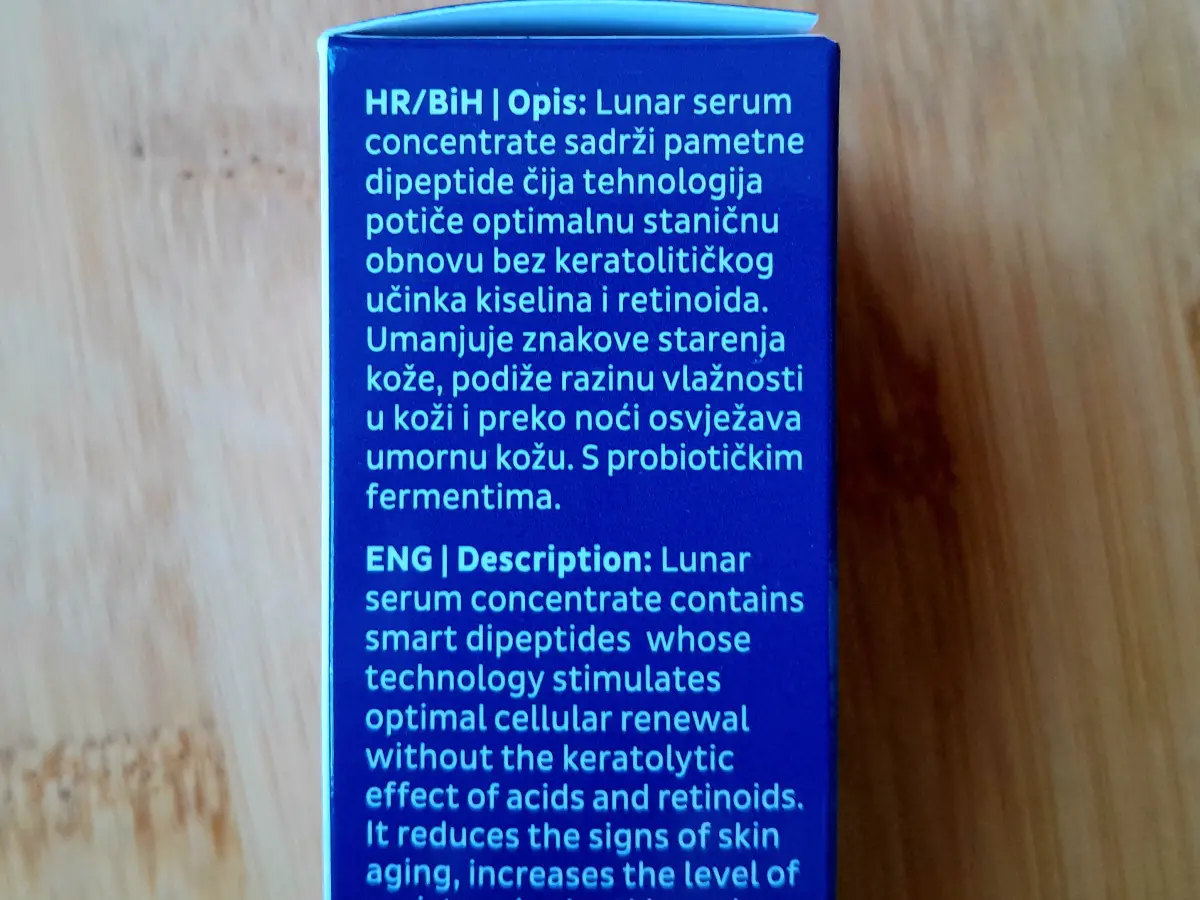 HR/BiH | Opis: Lunar serum
concentrate sadrži pametne
dipeptide čija tehnologija
potiče optimalnu staničnu
obnovu bez keratolitičkog
učinka kiselina i retinoida.
Umanjuje znakove starenja
kože, podiže razinu vlažnosti
u koži i preko noći osvježava
umornu kožu. S probiotičkim
fermentima.
ENG | Description: Lunar
serum concentrate contains
smart dipeptides whose
technology stimulates
optimal cellular renewal
without the keratolytic
effect of acids and retinoids.
It reduces the signs of skin
aging, increases the level of